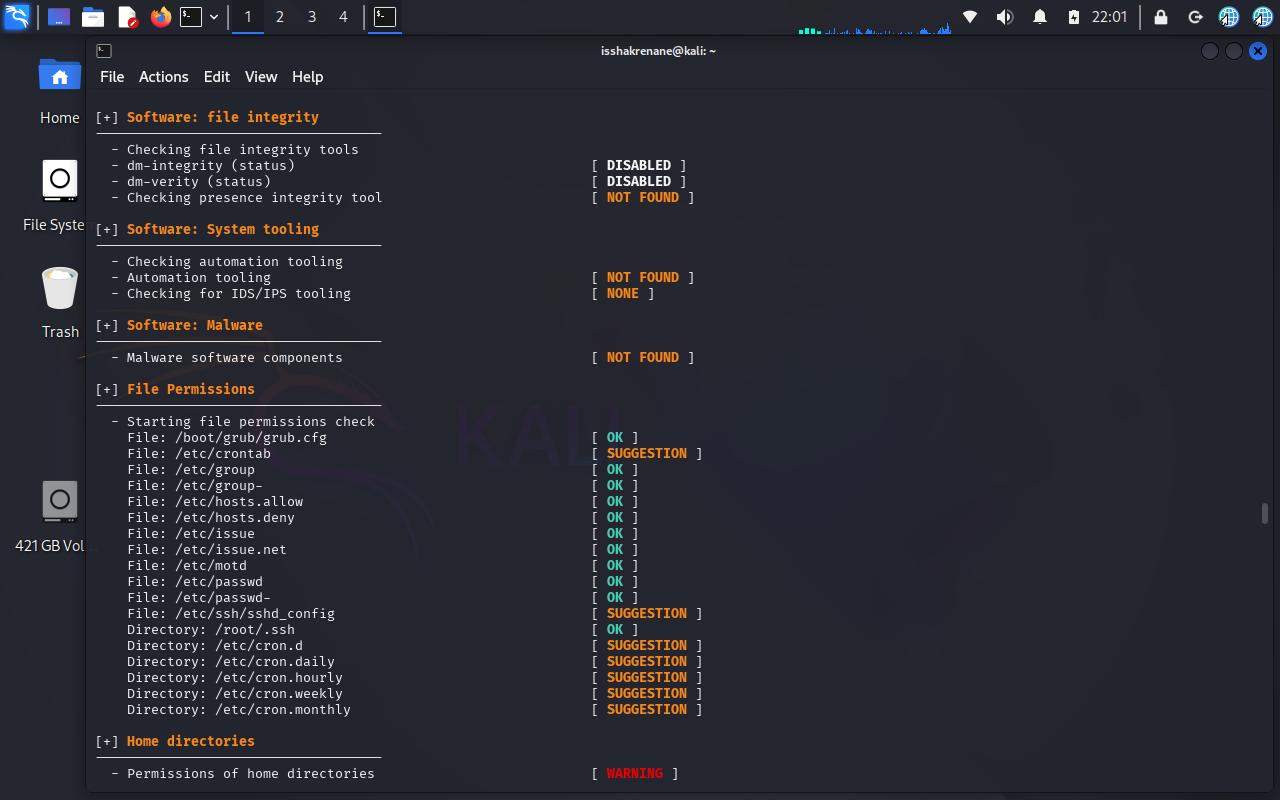 1 2 3 4
22:01
isshakrenane@kali: ~
File Actions Edit View Help
Home
File Syste
Trash
421 GB Vol...
[+] Software: file integrity
- Checking file integrity tools
- dm-integrity (status) [ DISABLED ]
- dm-verity (status) [ DISABLED ]
- Checking presence integrity tool [ NOT FOUND ]
[+] Software: System tooling
- Checking automation tooling
- Automation tooling [ NOT FOUND ]
- Checking for IDS/IPS tooling [ NONE ]
[+] Software: Malware
- Malware software components [ NOT FOUND ]
[+] File Permissions
- Starting file permissions check
File: /boot/grub/grub.cfg [ OK ]
File: /etc/crontab [ SUGGESTION ]
File: /etc/group [ OK ]
File: /etc/group- [ OK ]
File: /etc/hosts.allow [ OK ]
File: /etc/hosts.deny [ OK ]
File: /etc/issue [ OK ]
File: /etc/issue.net [ OK ]
File: /etc/motd [ OK ]
File: /etc/passwd [ OK ]
File: /etc/passwd- [ OK ]
File: /etc/ssh/sshd_config [ SUGGESTION ]
Directory: /root/.ssh [ OK ]
Directory: /etc/cron.d [ SUGGESTION ]
Directory: /etc/cron.daily [ SUGGESTION ]
Directory: /etc/cron.hourly [ SUGGESTION ]
Directory: /etc/cron.weekly [ SUGGESTION ]
Directory: /etc/cron.monthly [ SUGGESTION ]
[+] Home directories
- Permissions of home directories [ WARNING ]